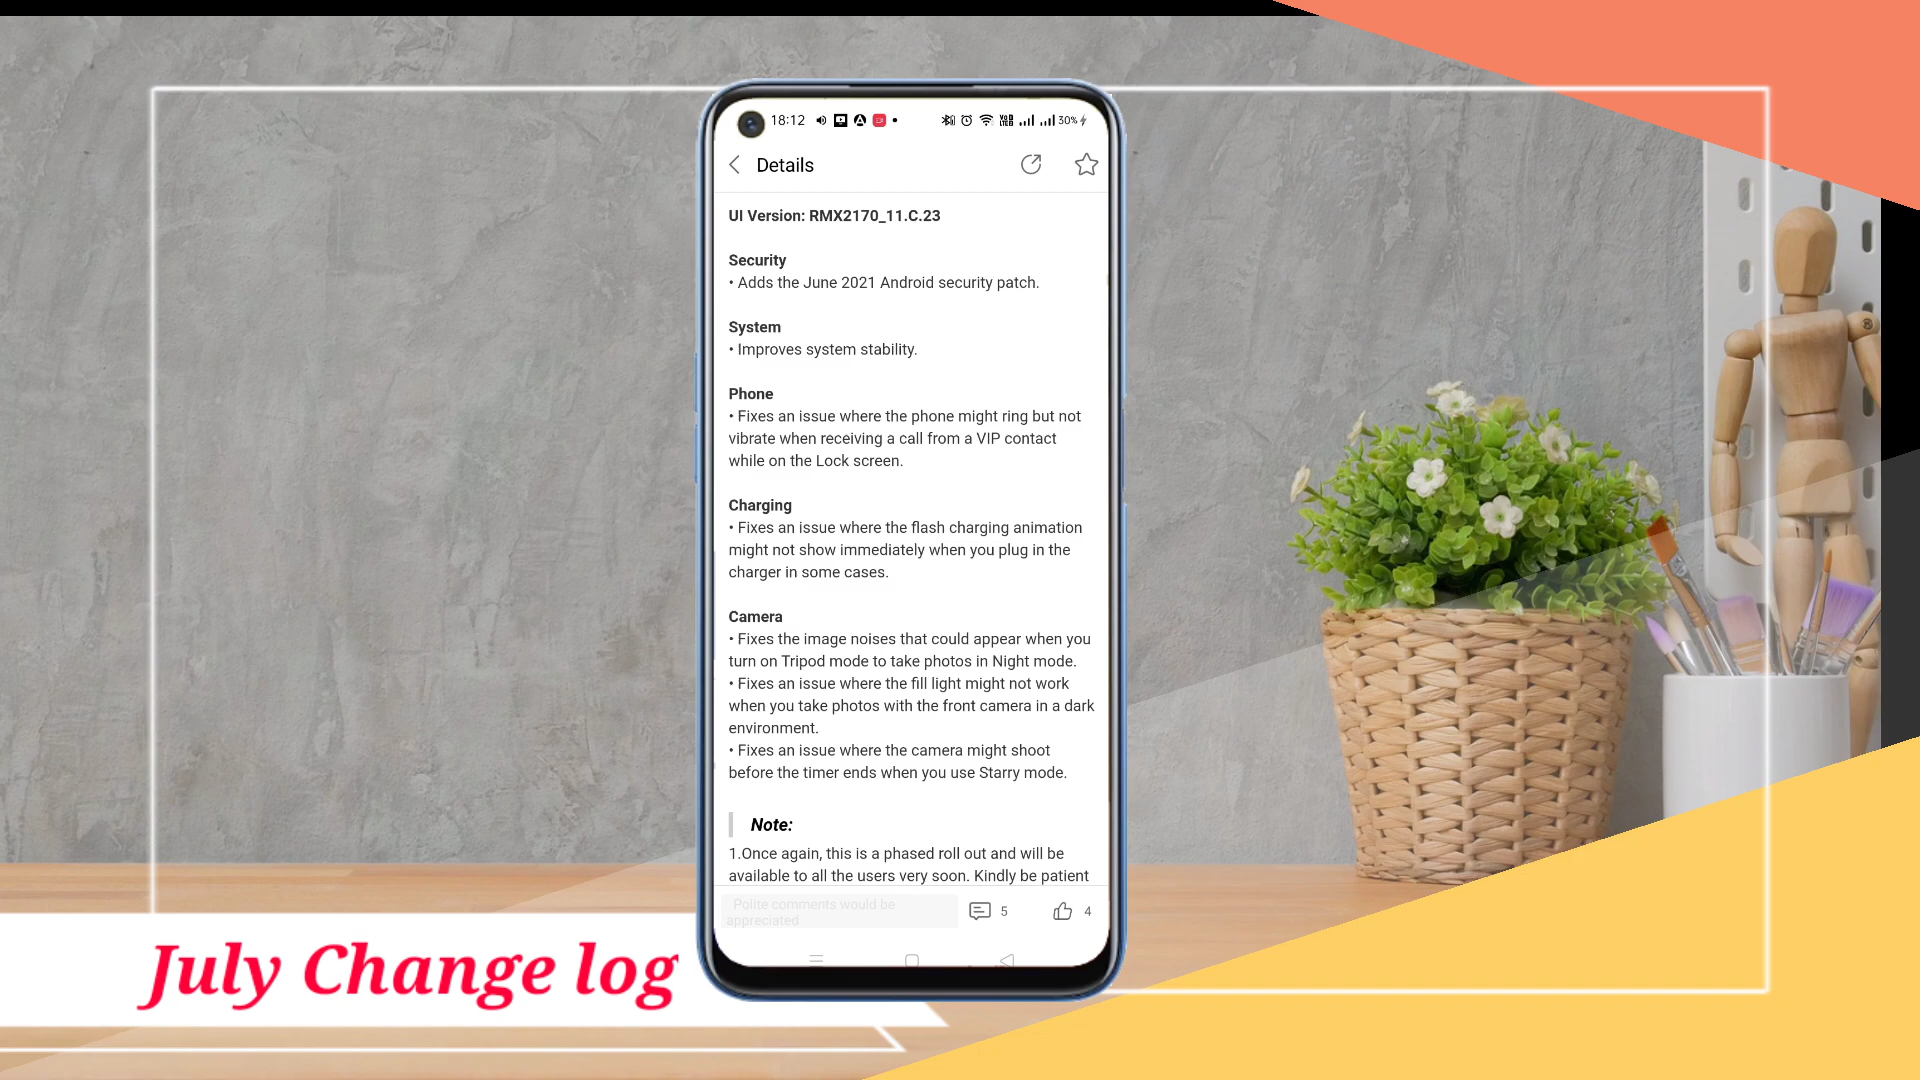 18:12
30%
Details
UI Version: RMX2170_11.C.23
Security
• Adds the June 2021 Android security patch.
System
• Improves system stability.
Phone
• Fixes an issue where the phone might ring but not
vibrate when receiving a call from a VIP contact
while on the Lock screen.
Charging
• Fixes an issue where the flash charging animation
might not show immediately when you plug in the
charger in some cases.
Camera
• Fixes the image noises that could appear when you
turn on Tripod mode to take photos in Night mode.
• Fixes an issue where the fill light might not work
when you take photos with the front camera in a dark
environment.
• Fixes an issue where the camera might shoot
before the timer ends when you use Starry mode.
Note:
1.Once again, this is a phased roll out and will be
available to all the users very soon. Kindly be patient
Polite comments would be
appreciated
5
4
July Change log